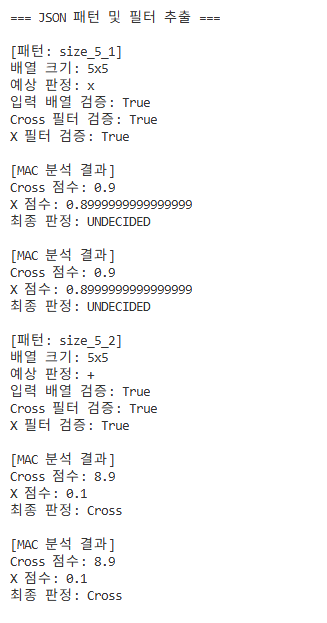 === JSON 패턴 및 필터 추출 ===
[패턴: size_5_1]
배열 크기: 5x5
예상 판정: x
입력 배열 검증: True
Cross 필터 검증: True
X 필터 검증: True
[MAC 분석 결과]
Cross 점수: 0.9
X 점수: 0.8999999999999999
최종 판정: UNDECIDED
[MAC 분석 결과]
Cross 점수: 0.9
X 점수: 0.8999999999999999
최종 판정: UNDECIDED
[패턴: size_5_2]
배열 크기: 5x5
예상 판정: +
입력 배열 검증: True
Cross 필터 검증: True
X 필터 검증: True
[MAC 분석 결과]
Cross 점수: 8.9
X 점수: 0.1
최종 판정: Cross
[MAC 분석 결과]
Cross 점수: 8.9
X 점수: 0.1
최종 판정: Cross